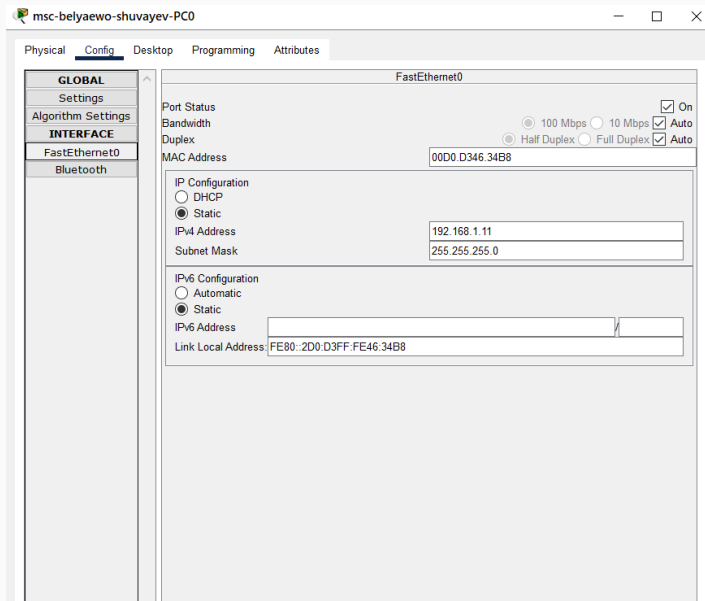 msc-belyaewo-shuvayev-PC0
Physical Config Desktop Programming Attributes
GLOBAL
Settings
Algorithm Settings
INTERFACE
FastEthernet0
Bluetooth
FastEthernet0
Port Status On
Bandwidth 100 Mbps 10 Mbps Auto
Duplex Half Duplex Full Duplex Auto
MAC Address 00D0.D346.34B8
IP Configuration
DHCP
Static
IPv4 Address 192.168.1.11
Subnet Mask 255.255.255.0
IPv6 Configuration
Automatic
Static
IPv6 Address /
Link Local Address: FE80::2D0:D3FF:FE46:34B8